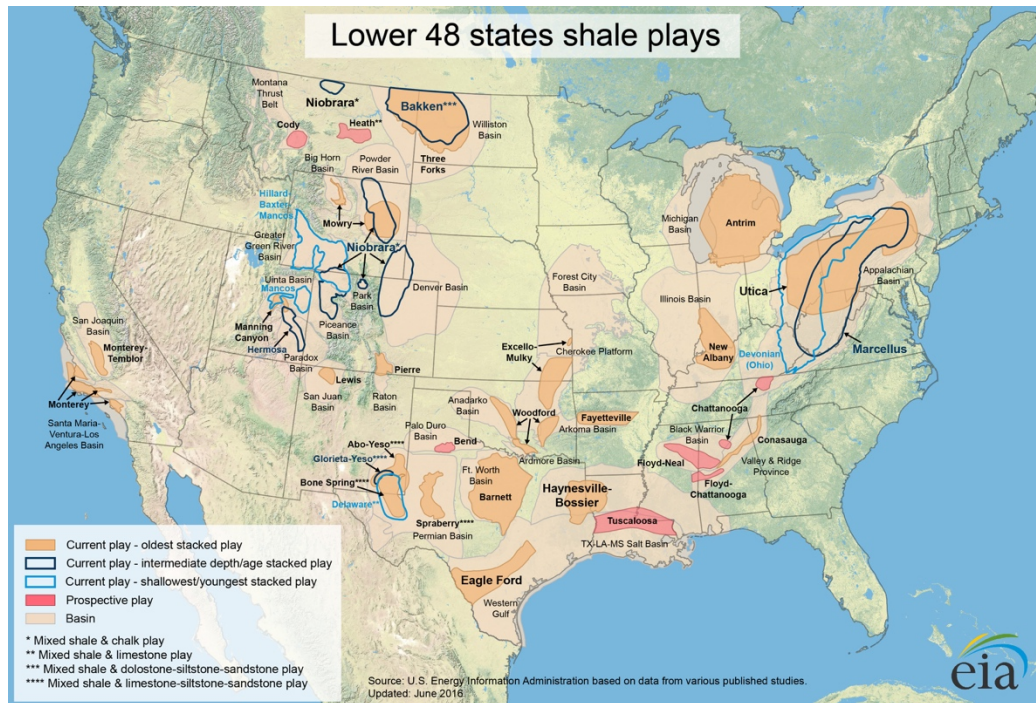 Lower 48 states shale plays
Montana
Thrust
Belt
Niobrara*
Bakken***
Cody
Heath**
Williston
Basin
Big Horn
Basin
Powder
River Basin
Three
Forks
Hillard
Baxter
Mancos
Mowry
Greater
Green River
Basin
Niobrara*
Uinta Basin
Mancos
Park
Basin
Denver Basin
Manning
Canyon
Piceance
Basin
Hermosa
Paradox
Basin
San Joaquin
Basin
Monterey-
Temblor
Monterey
Santa Maria-
Ventura-Los
Angeles Basin
Lewis
San Juan
Basin
Pierre
Raton
Basin
Forest City
Basin
Excello-
Mulky
Cherokee Platform
Michigan
Basin
Antrim
Illinois Basin
New
Albany
Utica
Appalachian
Basin
Marcellus
Devonian
(Ohio)
Chattanooga
Anadarko
Basin
Woodford
Fayetteville
Arkoma Basin
Ardmore Basin
Palo Duro
Basin
Bend
Abo-Yeso****
Glorieta-Yeso****
Bone Spring****
Delaware**
Ft. Worth
Basin
Barnett
Spraberry****
Permian Basin
Haynesville-
Bossier
Black Warrior
Basin
Conasauga
Floyd-Neal
Valley & Ridge
Province
Floyd-
Chattanooga
Tuscaloosa
TX-LA-MS Salt Basin
Eagle Ford
Western
Gulf
Current play - oldest stacked play
Current play - intermediate depth/age stacked play
Current play - shallowest/youngest stacked play
Prospective play
Basin
* Mixed shale & chalk play
** Mixed shale & limestone play
*** Mixed shale & dolostone-siltstone-sandstone play
**** Mixed shale & limestone-siltstone-sandstone play
Source: U.S. Energy Information Administration based on data from various published studies.
Updated: June 2016
eia